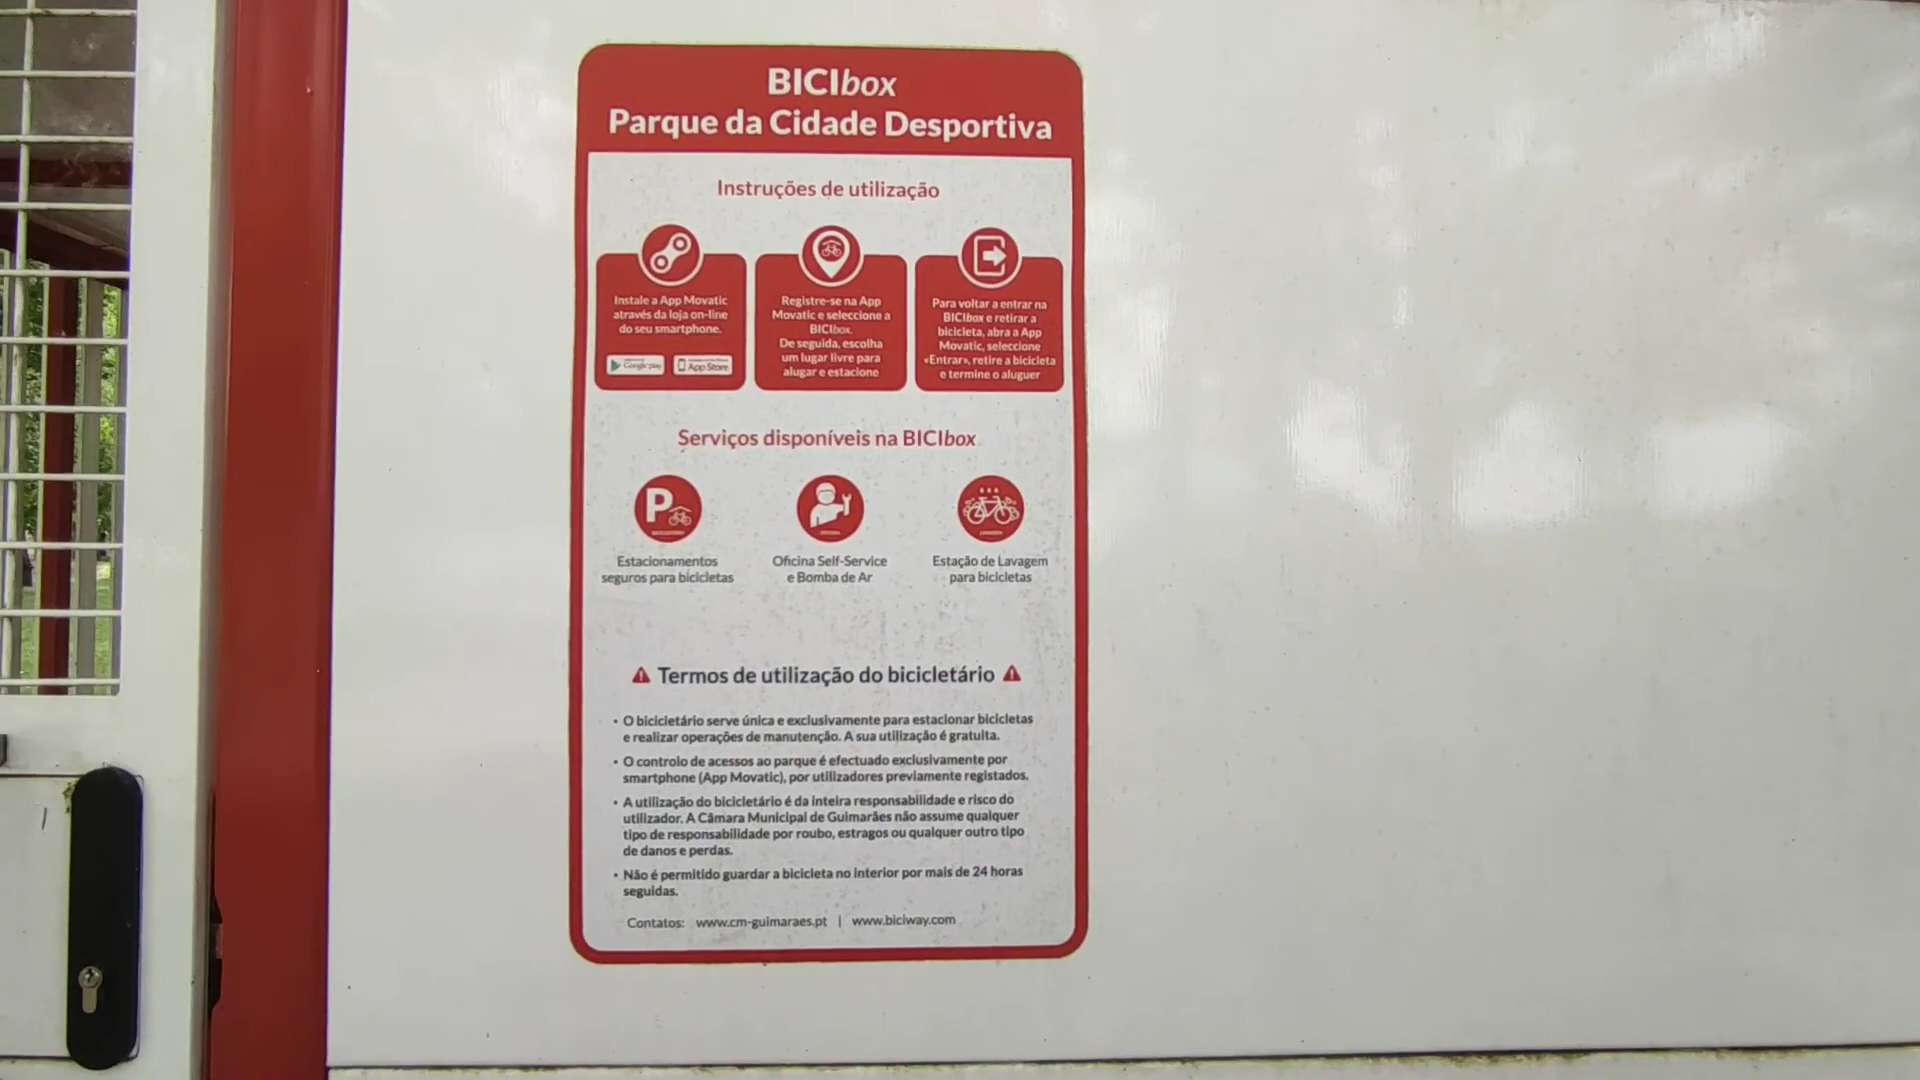 BICIbox
Parque da Cidade Desportiva
Instruções de utilização
Instale a App Movatic
através da loja on-line
do seu smartphone.
Google play
App Store
Registre-se na App
Movatic e seleccione a
BICIbox.
De seguida, escolha
um lugar livre para
alugar e estacione
Para voltar a entrar na
BICIbox e retirar a
bicicleta, abra a App
Movatic, seleccione
«Entrar», retire a bicicleta
e termine o aluguer
Serviços disponíveis na BICIbox
P
Estacionamentos
seguros para bicicletas
Oficina Self-Service
e Bomba de Ar
Estação de Lavagem
para bicicletas
Termos de utilização do bicicletário
• O bicicletário serve única e exclusivamente para estacionar bicicletas
e realizar operações de manutenção. A sua utilização é gratuita.
• O controlo de acessos ao parque é efectuado exclusivamente por
smartphone (App Movatic), por utilizadores previamente registados.
• A utilização do bicicletário é da inteira responsabilidade e risco do
utilizador. A Câmara Municipal de Guimarães não assume qualquer
tipo de responsabilidade por roubo, estragos ou qualquer outro tipo
de danos e perdas.
• Não é permitido guardar a bicicleta no interior por mais de 24 horas
seguidas.
Contatos: www.cm-guimaraes.pt | www.biciway.com